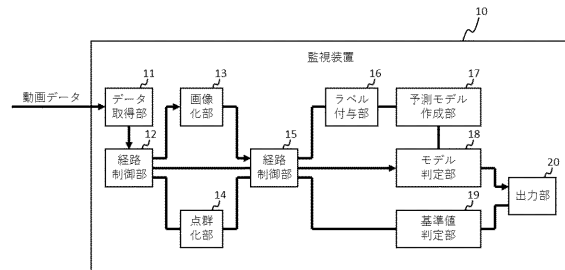 10
監視装置
動画データ
11
データ
取得部
12
経路
制御部
13
画像
化部
14
点群
化部
15
経路
制御部
16
ラベル
付与部
17
予測モデル
作成部
18
モデル
判定部
19
基準値
判定部
20
出力部